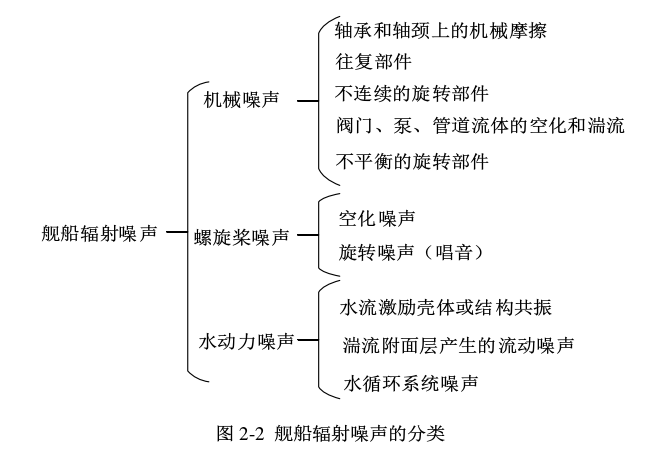 舰船辐射噪声
机械噪声
轴承和轴颈上的机械摩擦
往复部件
不连续的旋转部件
阀门、泵、管道流体的空化和湍流
不平衡的旋转部件
螺旋桨噪声
空化噪声
旋转噪声（唱音）
水动力噪声
水流激励壳体或结构共振
湍流附面层产生的流动噪声
水循环系统噪声
图 2-2 舰船辐射噪声的分类